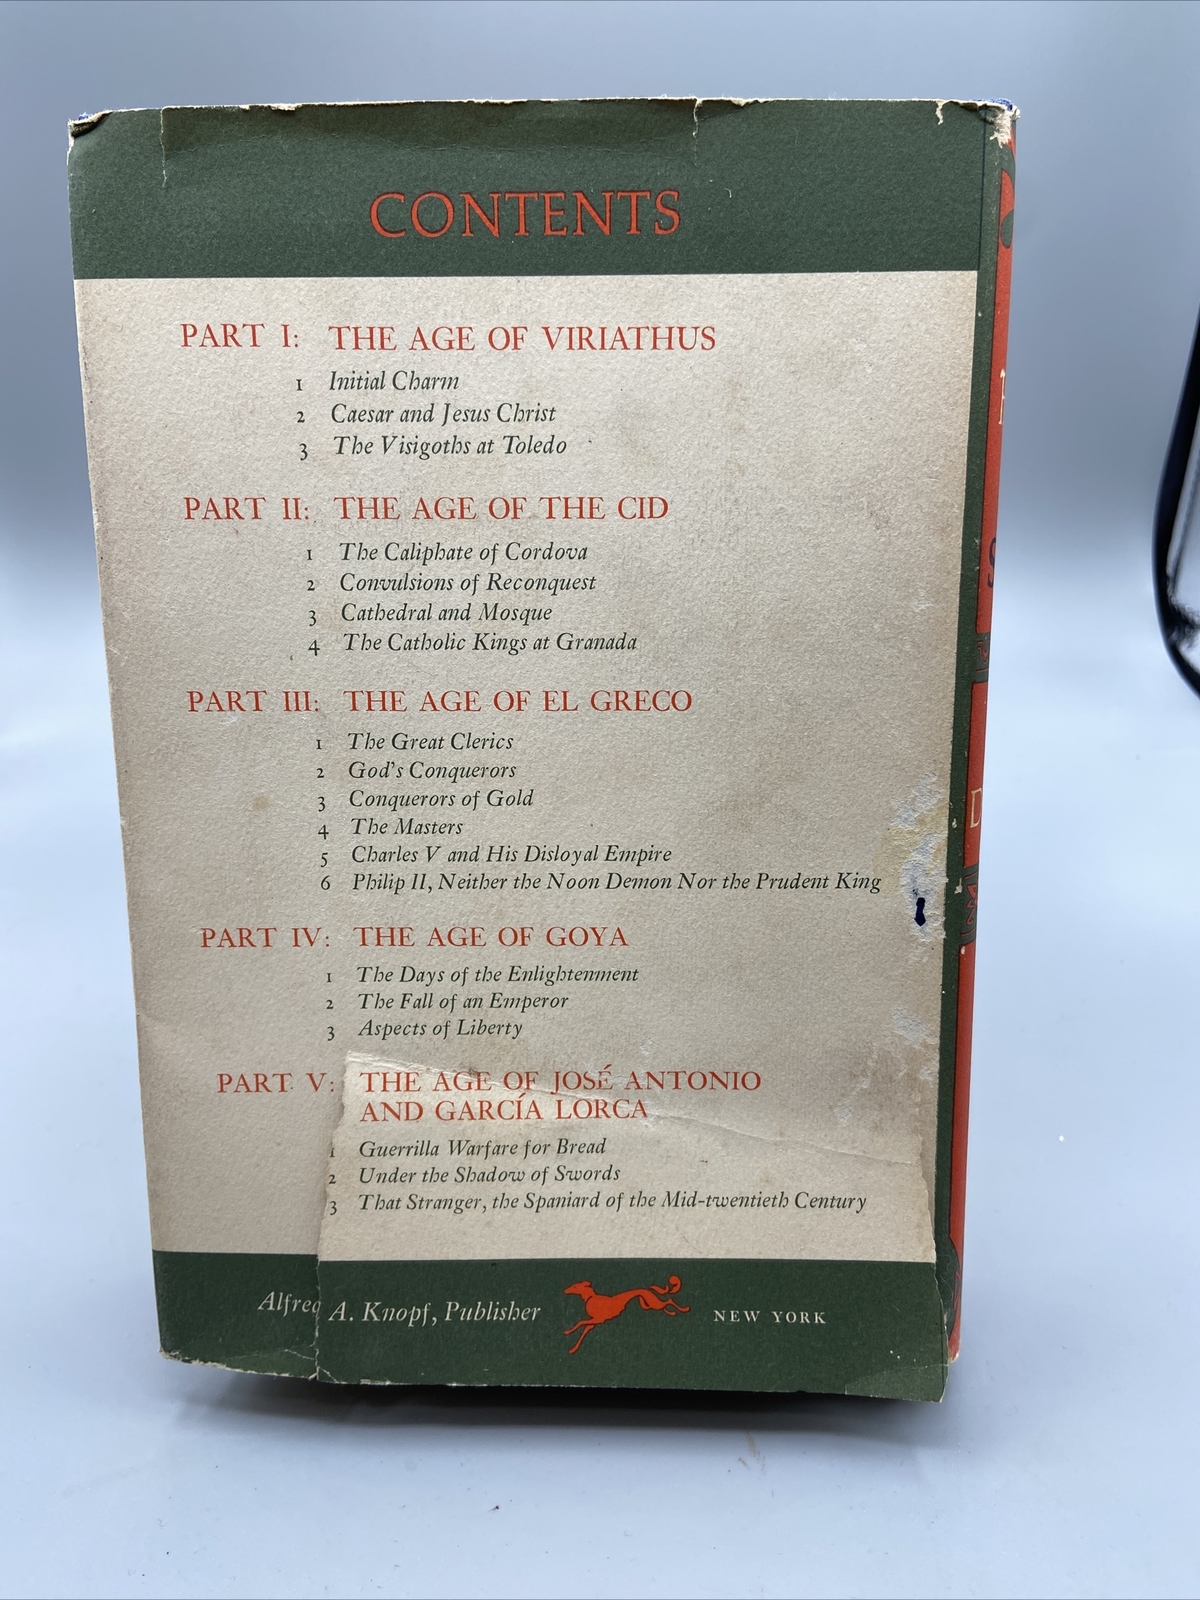 CONTENTS
PART I: THE AGE OF VIRIATHUS
1 Initial Charm
2 Caesar and Jesus Christ
3 The Visigoths at Toledo
PART II: THE AGE OF THE CID
1 The Caliphate of Cordova
2 Convulsions of Reconquest
3 Cathedral and Mosque
4 The Catholic Kings at Granada
PART III: THE AGE OF EL GRECO
1 The Great Clerics
2 God's Conquerors
3 Conquerors of Gold
4 The Masters
5 Charles V and His Disloyal Empire
6 Philip II, Neither the Noon Demon Nor the Prudent King
PART IV: THE AGE OF GOYA
1 The Days of the Enlightenment
2 The Fall of an Emperor
3 Aspects of Liberty
PART V: THE AGE OF JOSÉ ANTONIO
AND GARCÍA LORCA
1 Guerrilla Warfare for Bread
2 Under the Shadow of Swords
3 That Stranger, the Spaniard of the Mid-twentieth Century
Alfred A. Knopf, Publisher NEW YORK